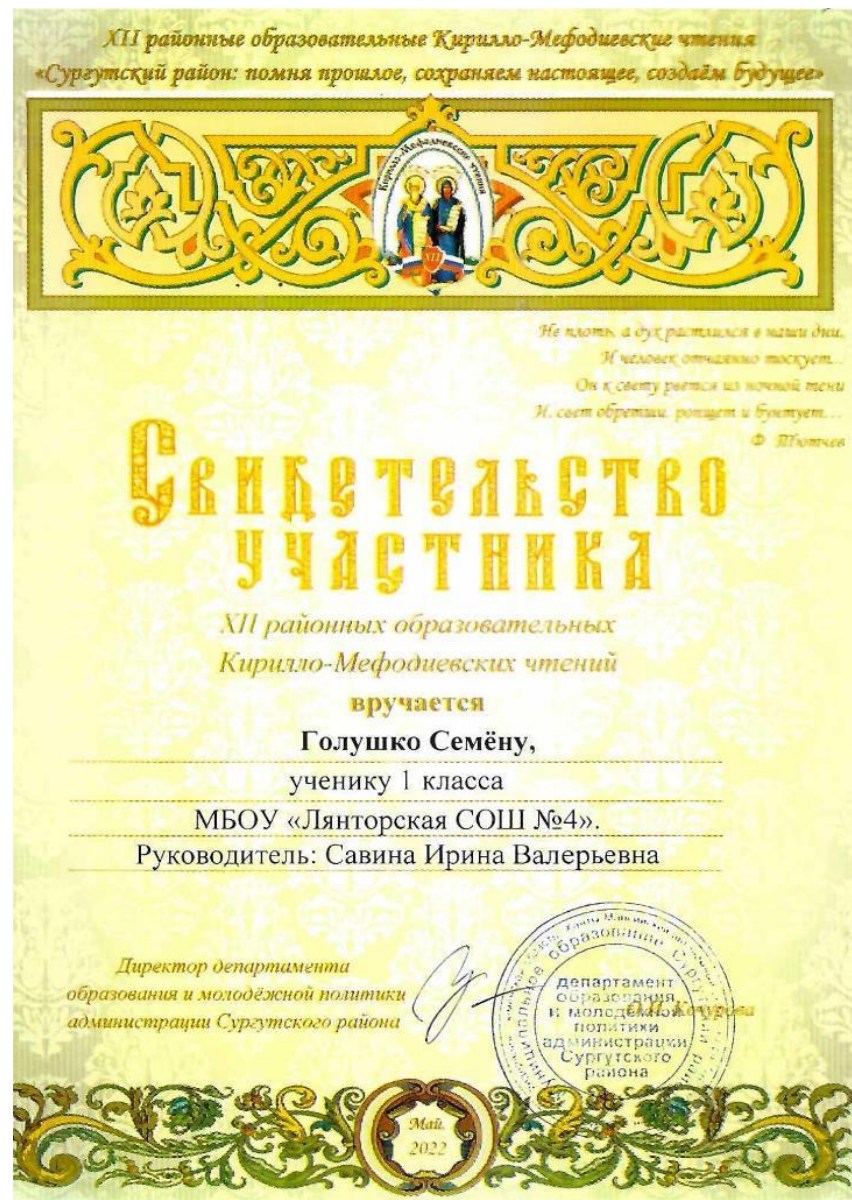 XII районные образовательные Кирилло-Мефодиевские чтения
«Сургутский район: помня прошлое, сохраняем настоящее, создаём будущее»
Кирилло-Мефодиевские чтения
XII
Не плоть, а дух растлился в наши дни,
И человек отчаянно тоскует...
Он к свету рвется из ночной тени
И, свет обретши, ропщет и бунтует...
Ф. Тютчев
Свидетельство
участника
XII районных образовательных
Кирилло-Мефодиевских чтений
вручается
Голушко Семёну,
ученику 1 класса
МБОУ «Лянторская СОШ №4».
Руководитель: Савина Ирина Валерьевна
Директор департамента
образования и молодёжной политики
администрации Сургутского района
Кочурова
департамент
образования
и молодёжной
политики
администрации
Сургутского
района
Май,
2022